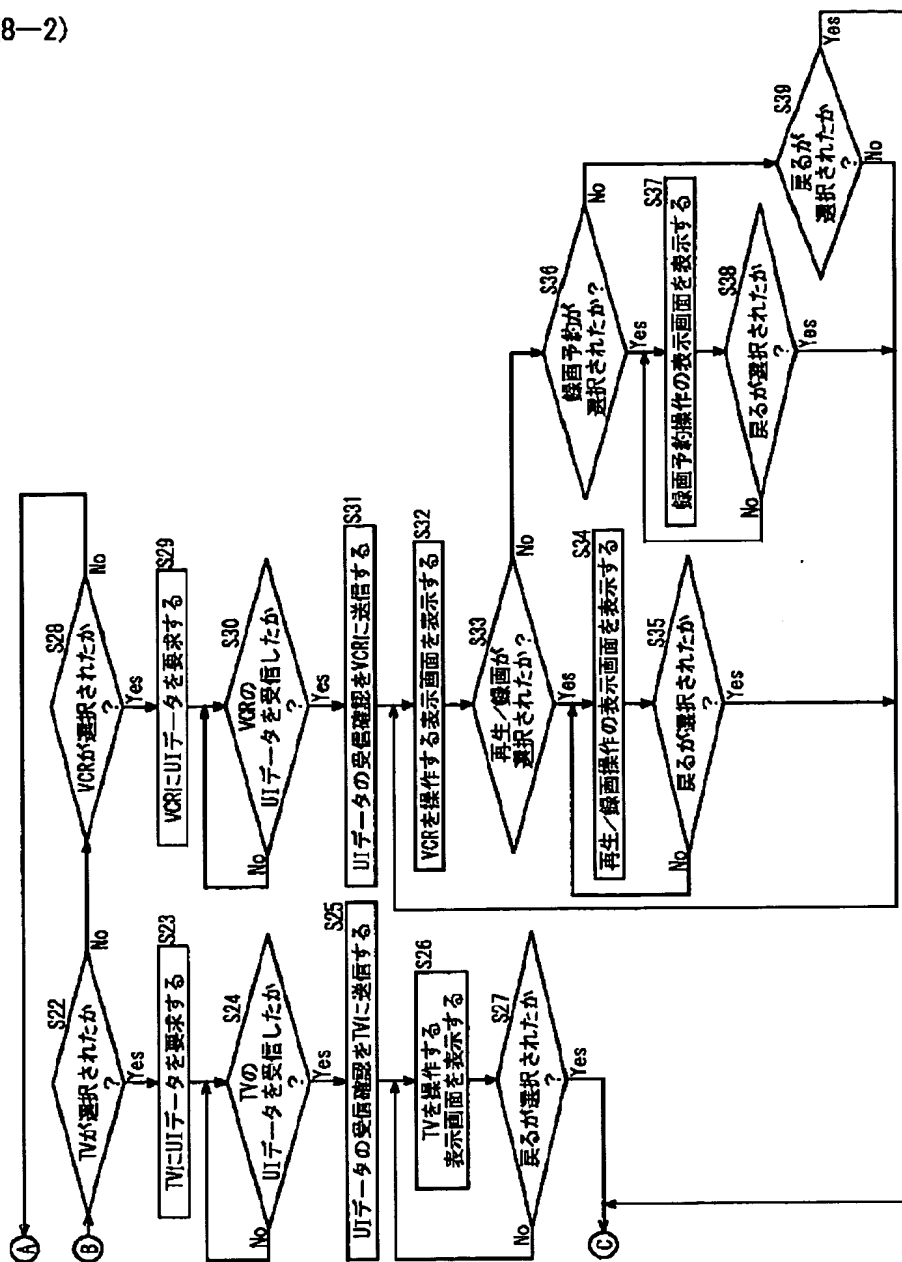 8—2)
A
B
C
S22
TVが選択されたか
?
Yes
No
S23
TVにUIデータを要求する
S24
TVの
UIデータを受信したか
?
Yes
No
S25
UIデータの受信確認をTVに送信する
S26
TVを操作する
表示画面を表示する
S27
戻るが選択されたか
?
Yes
No
S28
VCRが選択されたか
?
Yes
No
S29
VCRにUIデータを要求する
S30
VCRの
UIデータを受信したか
?
Yes
No
S31
UIデータの受信確認をVCRに送信する
S32
VCRを操作する表示画面を表示する
S33
再生／録画が
選択されたか?
Yes
No
S34
再生／録画操作の表示画面を表示する
S35
戻るが選択されたか
?
Yes
No
S36
録画予約が
選択されたか?
Yes
No
S37
録画予約操作の表示画面を表示する
S38
戻るが選択されたか
?
Yes
No
S39
戻るが
選択されたか
?
Yes
No